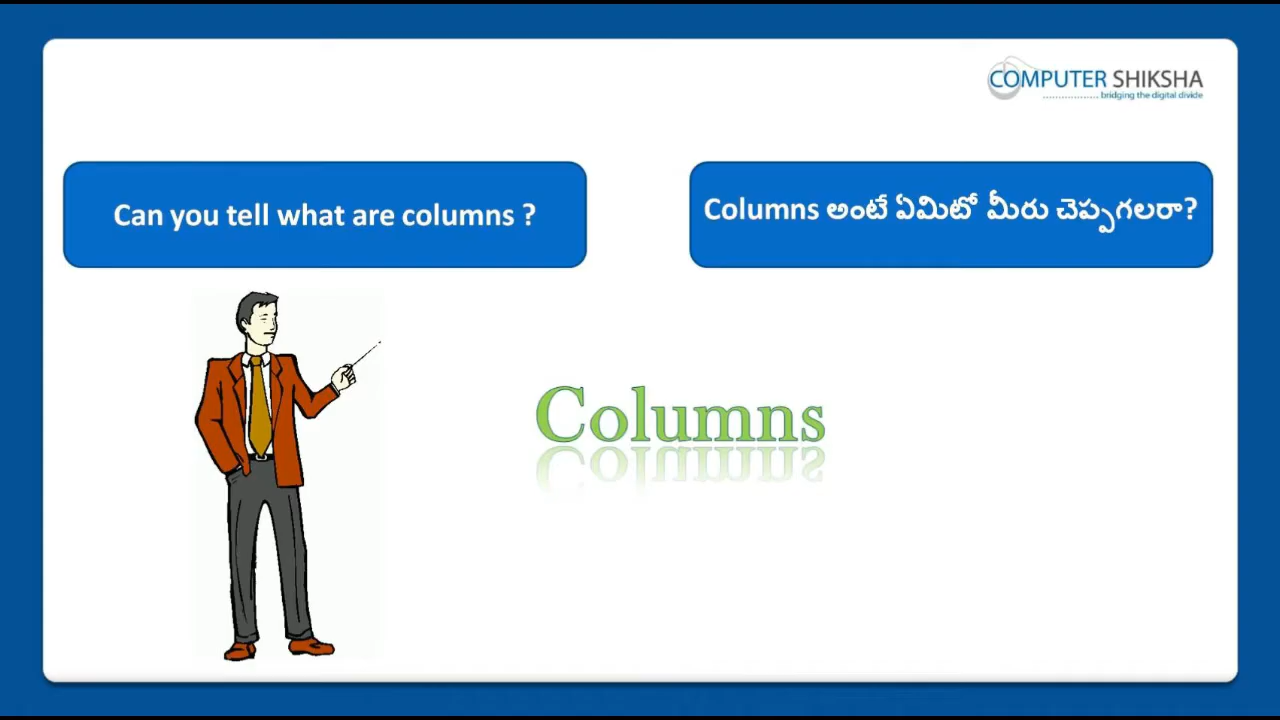 COMPUTER SHIKSHA
bridging the digital divide
Can you tell what are columns ?
Columns అంటే ఏమిటో మీరు చెప్పగలరా?
Columns